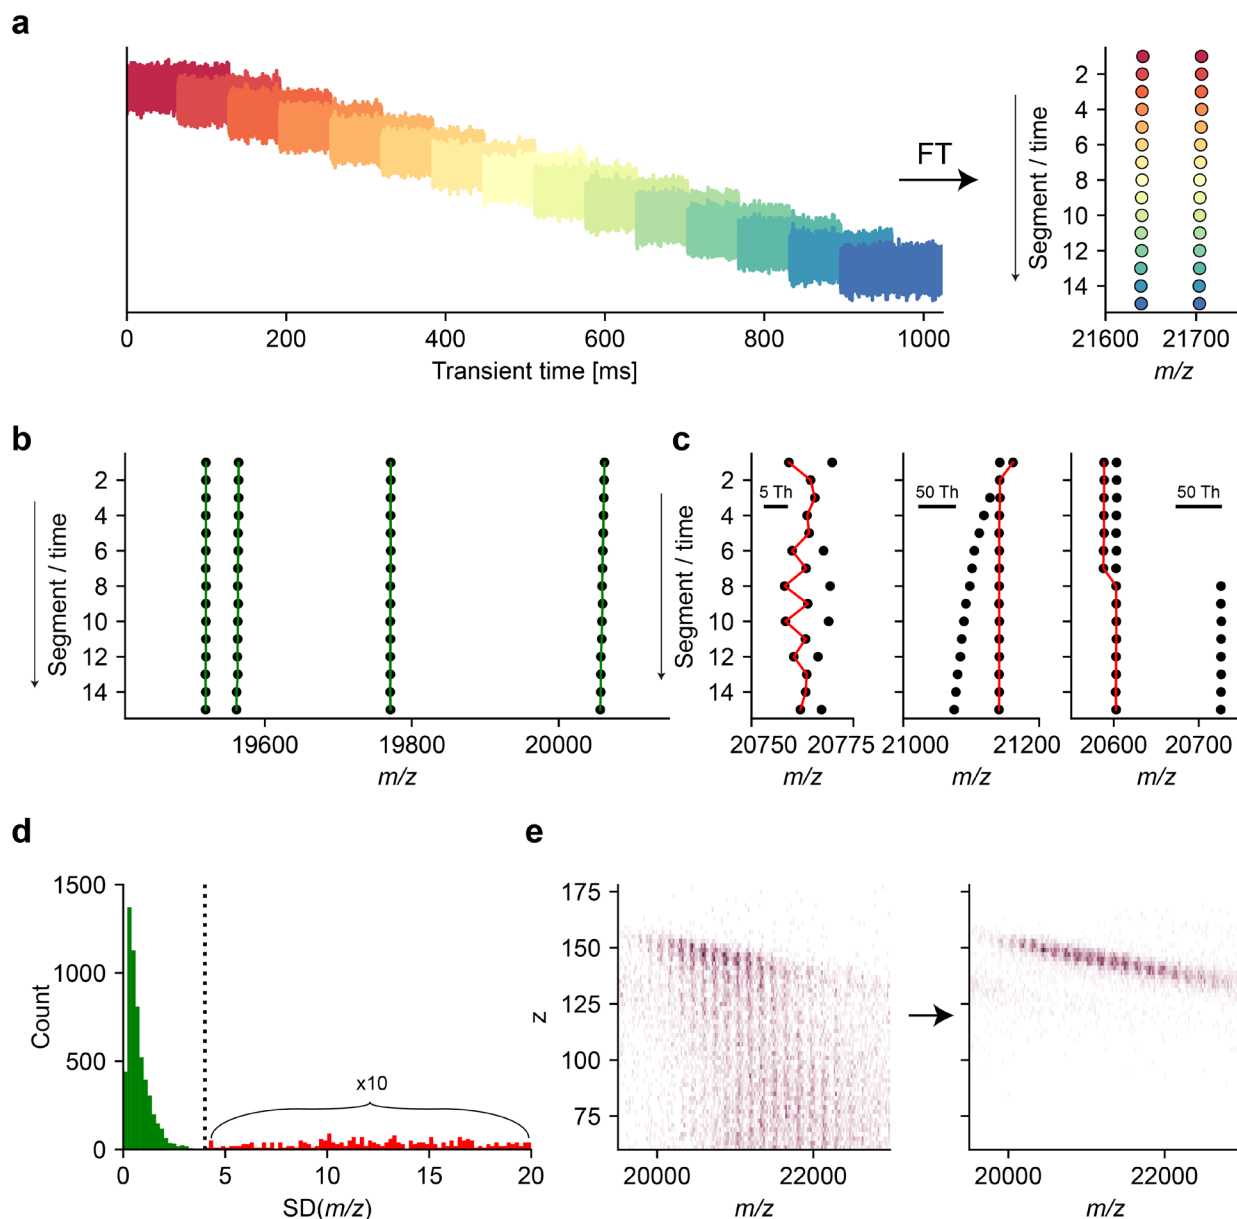 a
0
200
400
600
800
1000
Transient time [ms]
FT
Segment / time
2
4
6
8
10
12
14
21600
21700
m/z
b
Segment / time
2
4
6
8
10
12
14
19600
19800
20000
m/z
c
Segment / time
2
4
6
8
10
12
14
5 Th
20750
20775
m/z
50 Th
21000
21200
m/z
50 Th
20600
20700
m/z
d
Count
1500
1000
500
0
x10
0
5
10
15
20
SD(m/z)
e
z
175
150
125
100
75
20000
22000
m/z
20000
22000
m/z